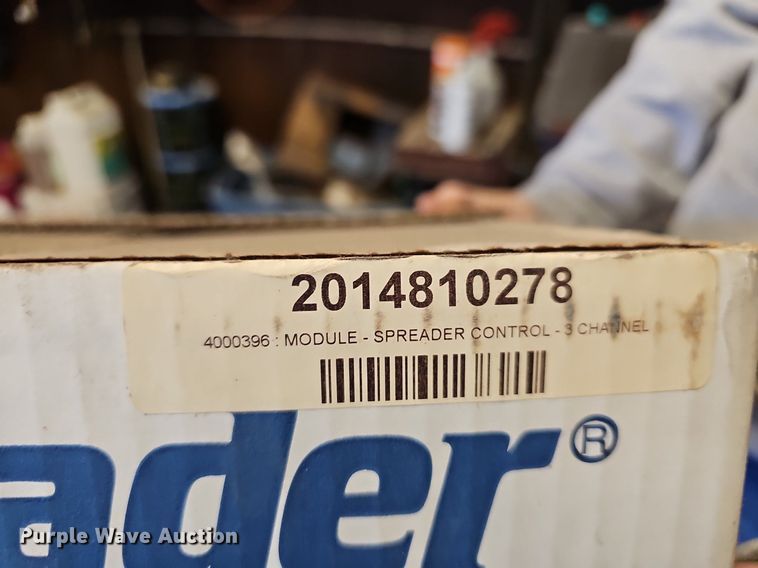 2014810278
4000396 : MODULE - SPREADER CONTROL - 3 CHANNEL
ader®
Purple Wave Auction